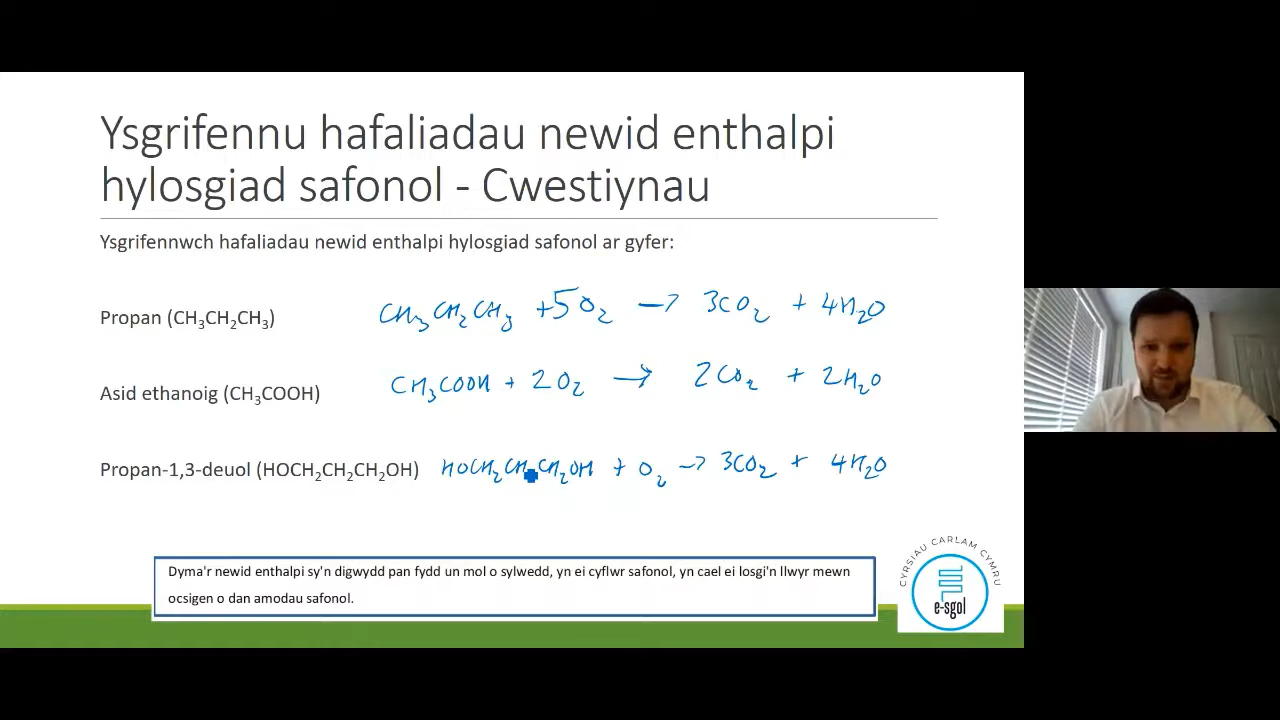 Ysgrifennu hafaliadau newid enthalpi
hylosgiad safonol - Cwestiynau
Ysgrifennwch hafaliadau newid enthalpi hylosgiad safonol ar gyfer:
Propan (CH₃CH₂CH₃) CH₃CH₂CH₃ + 5O₂ → 3CO₂ + 4H₂O
Asid ethanoig (CH₃COOH) CH₃COOH + 2O₂ → 2CO₂ + 2H₂O
Propan-1,3-deuol (HOCH₂CH₂CH₂OH) HOCH₂CH₂CH₂OH + O₂ → 3CO₂ + 4H₂O
Dyma'r newid enthalpi sy'n digwydd pan fydd un mol o sylwedd, yn ei cyflwr safonol, yn cael ei losgi'n llwyr mewn
ocsigen o dan amodau safonol.
CYRSIAU CARLAM CYMRU
e-sgol